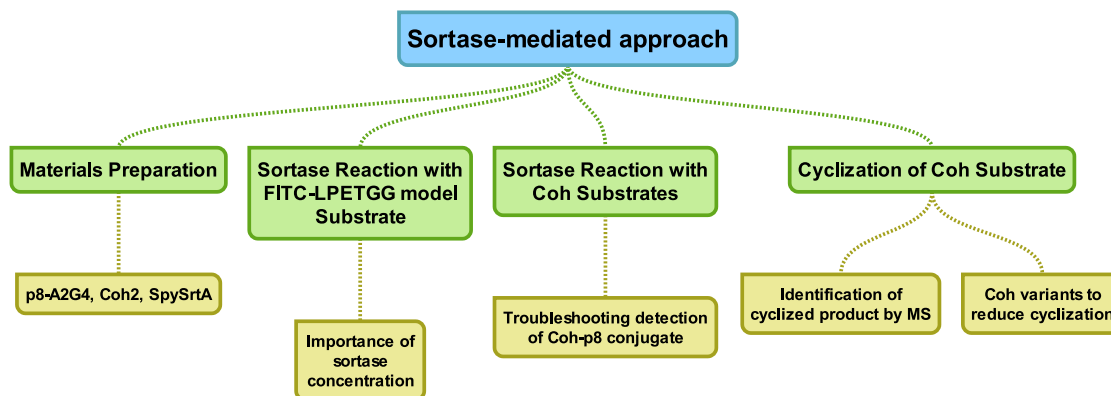 Sortase-mediated approach
Materials Preparation
Sortase Reaction with
FITC-LPETGG model
Substrate
Sortase Reaction with
Coh Substrates
Cyclization of Coh Substrate
p8-A2G4, Coh2, SpySrtA
Importance of
sortase
concentration
Troubleshooting detection
of Coh-p8 conjugate
Identification of
cyclized product by MS
Coh variants to
reduce cyclization